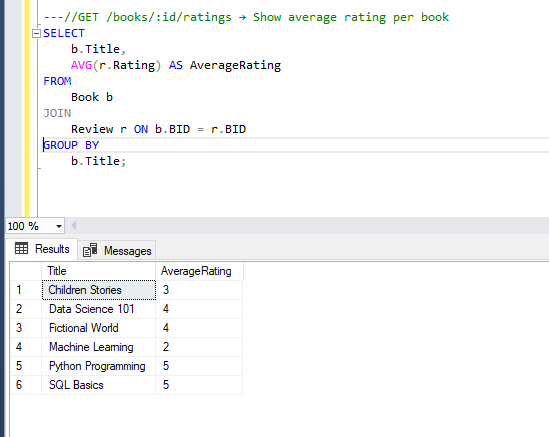 ---//GET /books/:id/ratings → Show average rating per book
SELECT
b.Title,
AVG(r.Rating) AS AverageRating
FROM
Book b
JOIN
Review r ON b.BID = r.BID
GROUP BY
b.Title;
100 %
Results Messages
Title AverageRating
1 Children Stories 3
2 Data Science 101 4
3 Fictional World 4
4 Machine Learning 2
5 Python Programming 5
6 SQL Basics 5